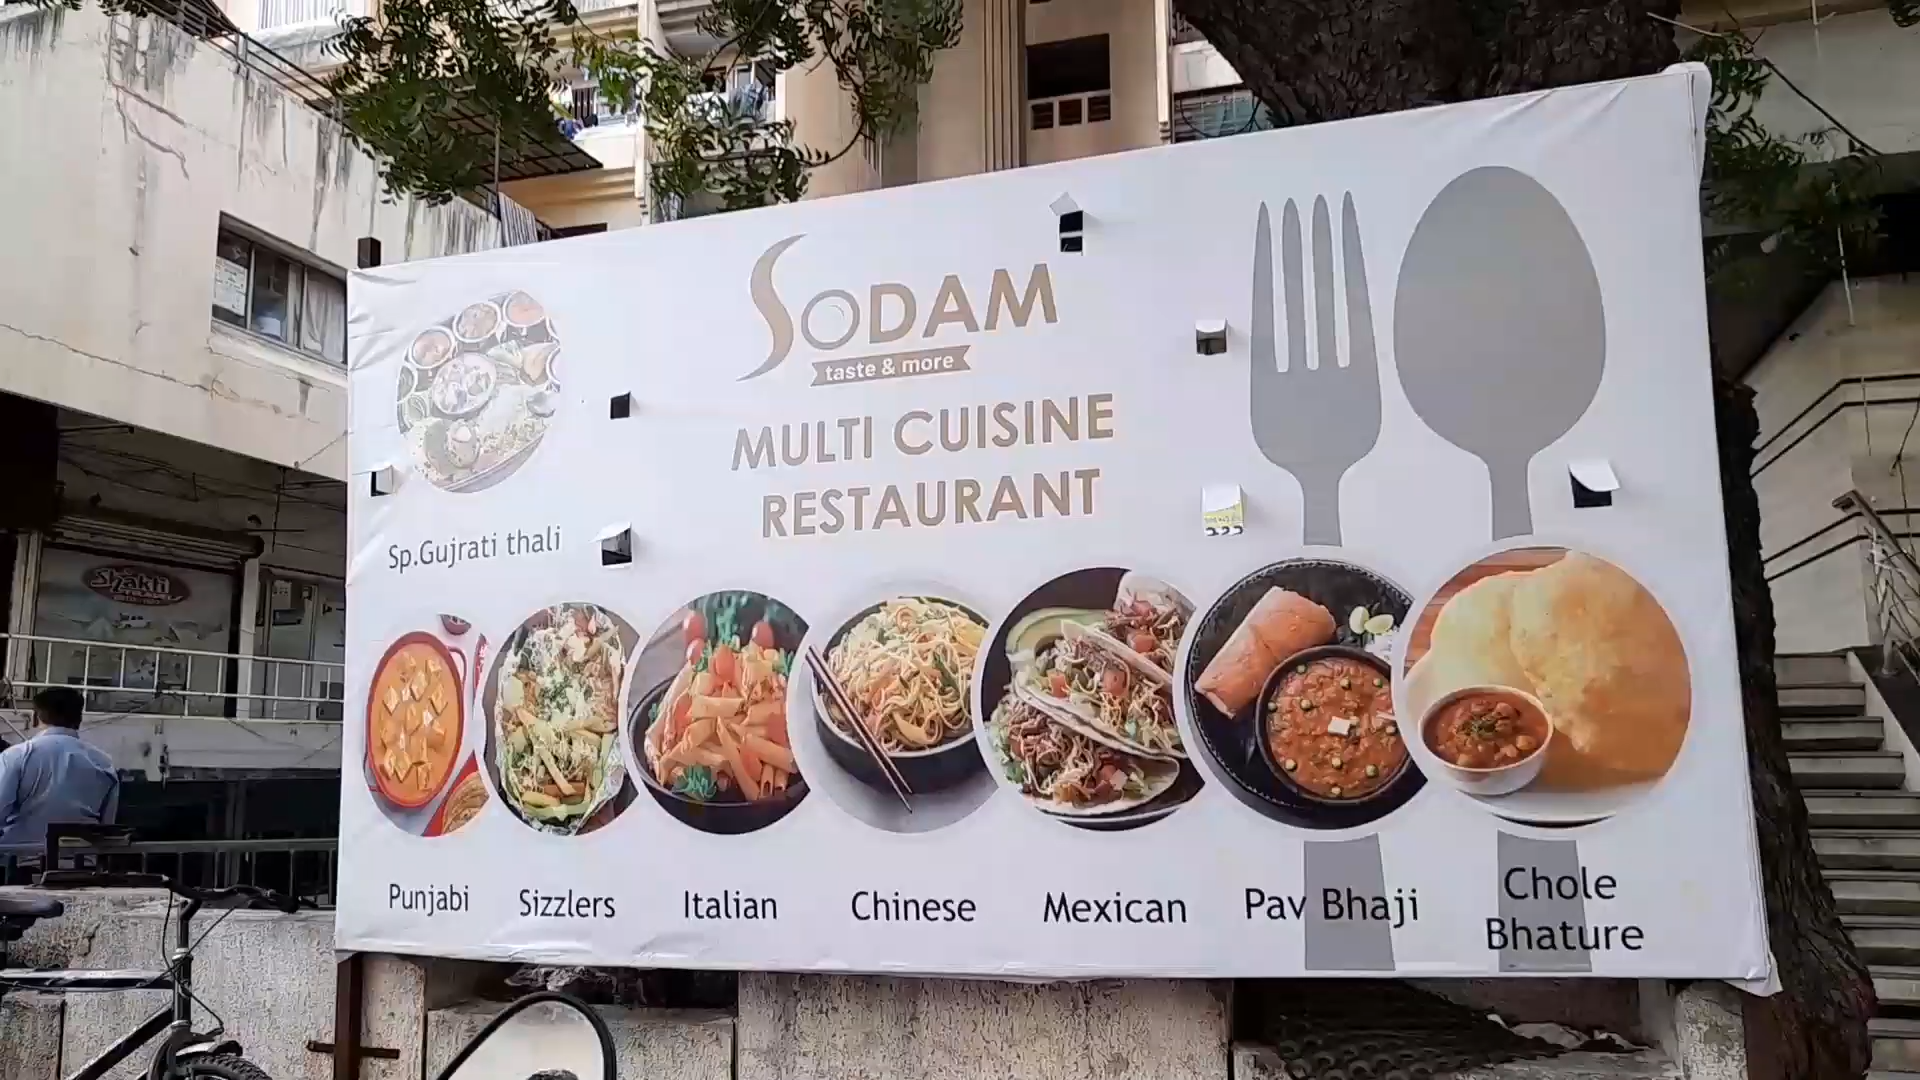 SODAM
taste & more
MULTI CUISINE
RESTAURANT
Sp.Gujrati thali
Shakti
Punjabi
Sizzlers
Italian
Chinese
Mexican
Pav Bhaji
Chole
Bhature